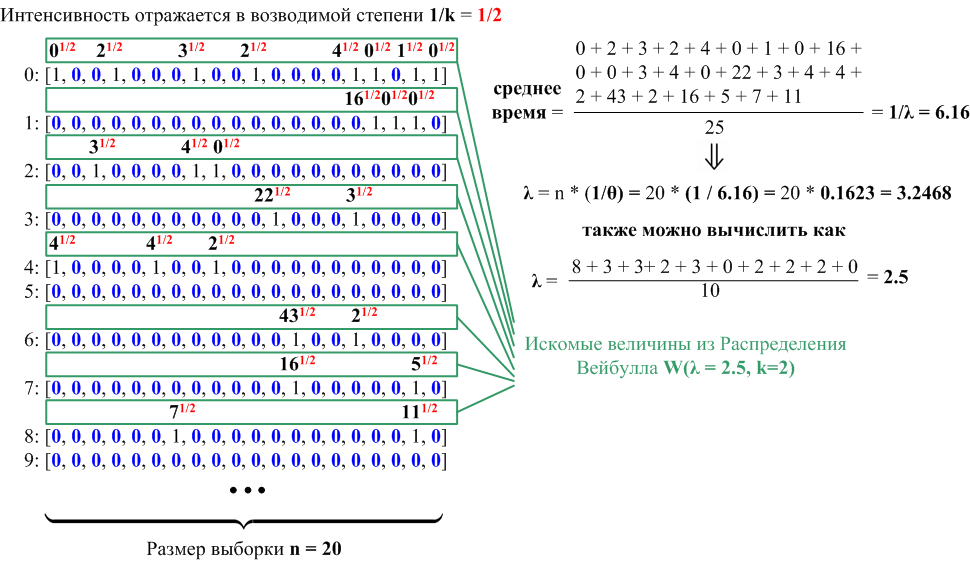 Интенсивность отражается в возводимой степени 1/k = 1/2
0^1/2 2^1/2 3^1/2 2^1/2 4^1/2 0^1/2 1^1/2 0^1/2
0: [1, 0, 0, 1, 0, 0, 0, 1, 0, 0, 1, 0, 0, 0, 0, 1, 1, 0, 1, 1]
16^1/2 0^1/2 0^1/2
1: [0, 0, 0, 0, 0, 0, 0, 0, 0, 0, 0, 0, 0, 0, 0, 0, 1, 1, 1, 0]
3^1/2 4^1/2 0^1/2
2: [0, 0, 1, 0, 0, 0, 0, 1, 1, 0, 0, 0, 0, 0, 0, 0, 0, 0, 0, 0]
22^1/2 3^1/2
3: [0, 0, 0, 0, 0, 0, 0, 0, 0, 0, 0, 1, 0, 0, 0, 1, 0, 0, 0, 0]
4^1/2 4^1/2 2^1/2
4: [1, 0, 0, 0, 0, 1, 0, 0, 1, 0, 0, 0, 0, 0, 0, 0, 0, 0, 0, 0]
5: [0, 0, 0, 0, 0, 0, 0, 0, 0, 0, 0, 0, 0, 0, 0, 0, 0, 0, 0, 0]
43^1/2 2^1/2
6: [0, 0, 0, 0, 0, 0, 0, 0, 0, 0, 0, 0, 1, 0, 0, 1, 0, 0, 0, 0]
16^1/2 5^1/2
7: [0, 0, 0, 0, 0, 0, 0, 0, 0, 0, 0, 0, 1, 0, 0, 0, 0, 0, 1, 0]
7^1/2 11^1/2
8: [0, 0, 0, 0, 0, 0, 1, 0, 0, 0, 0, 0, 0, 0, 0, 0, 0, 0, 1, 0]
9: [0, 0, 0, 0, 0, 0, 0, 0, 0, 0, 0, 0, 0, 0, 0, 0, 0, 0, 0, 0]
• • •
Размер выборки n = 20
0 + 2 + 3 + 2 + 4 + 0 + 1 + 0 + 16 +
0 + 0 + 3 + 4 + 0 + 22 + 3 + 4 + 4 +
2 + 43 + 2 + 16 + 5 + 7 + 11
среднее
время = = 1/λ = 6.16
25
⇓
λ = n * (1/θ) = 20 * (1 / 6.16) = 20 * 0.1623 = 3.2468
также можно вычислить как
8 + 3 + 3+ 2 + 3 + 0 + 2 + 2 + 2 + 0
λ = = 2.5
10
Искомые величины из Распределения
Вейбулла W(λ = 2.5, k=2)